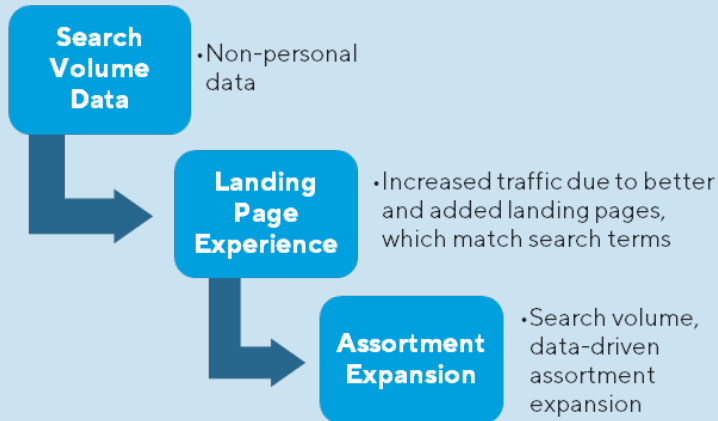 Search
Volume
Data
•Non-personal
data
Landing
Page
Experience
•Increased traffic due to better
and added landing pages,
which match search terms
Assortment
Expansion
•Search volume,
data-driven
assortment
expansion